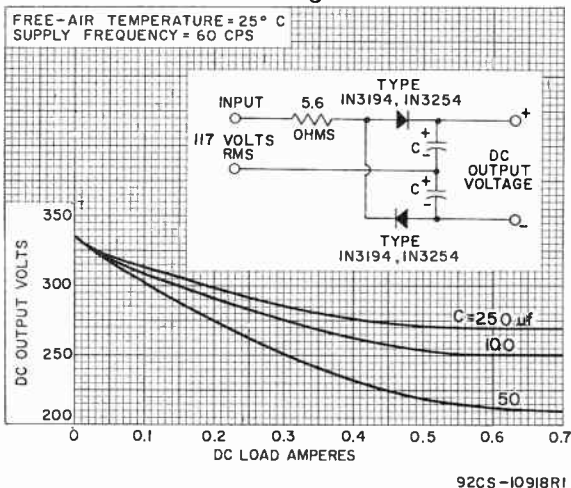 FREE-AIR TEMPERATURE = 25° C
SUPPLY FREQUENCY = 60 CPS
TYPE
IN3194, IN3254
INPUT
5.6
OHMS
+
117 VOLTS
RMS
+
C
-
DC
OUTPUT
VOLTAGE
C
+
-
-
TYPE
IN3194, IN3254
DC OUTPUT VOLTS
350
300
250
200
C=250 µf
100
50
0
0.1
0.2
0.3
0.4
0.5
0.6
0.7
DC LOAD AMPERES
92CS-10918R1